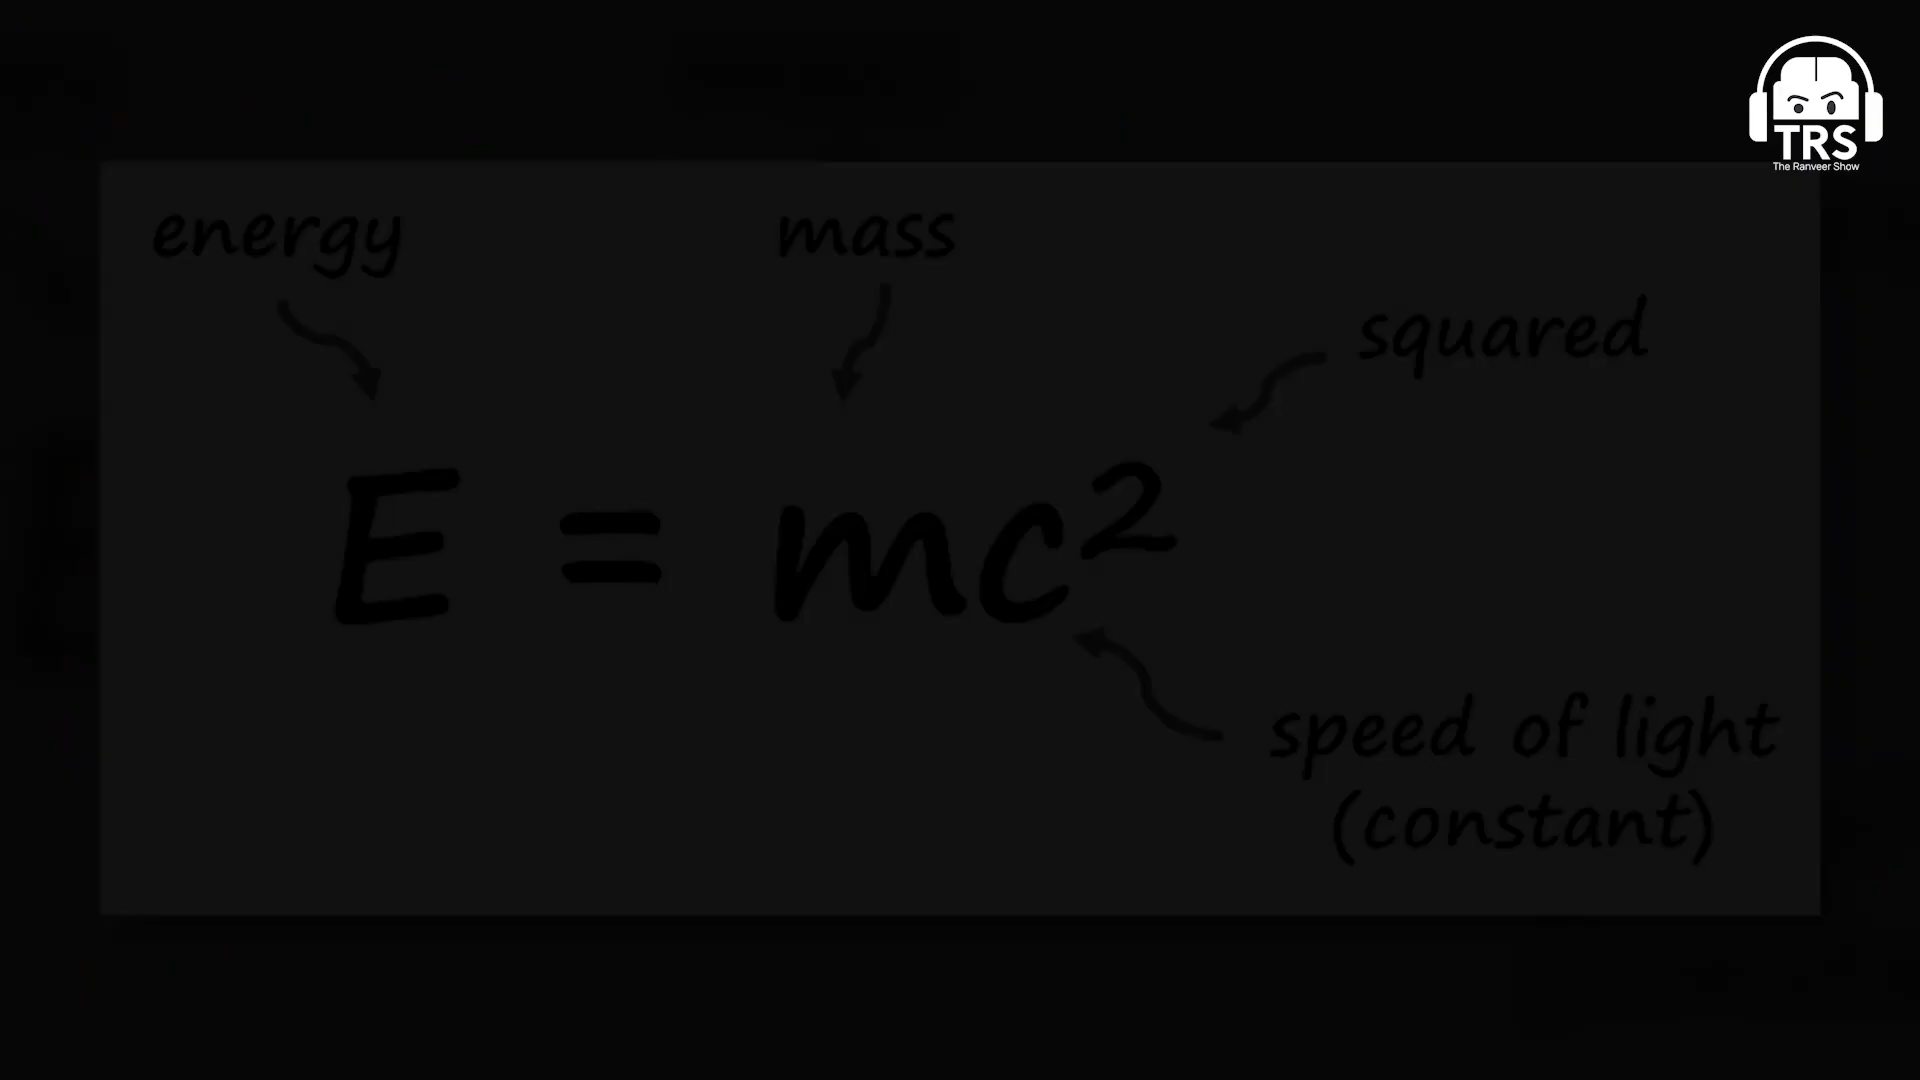 TRS
The Ranveer Show
energy
mass
squared
E = mc²
speed of light
(constant)